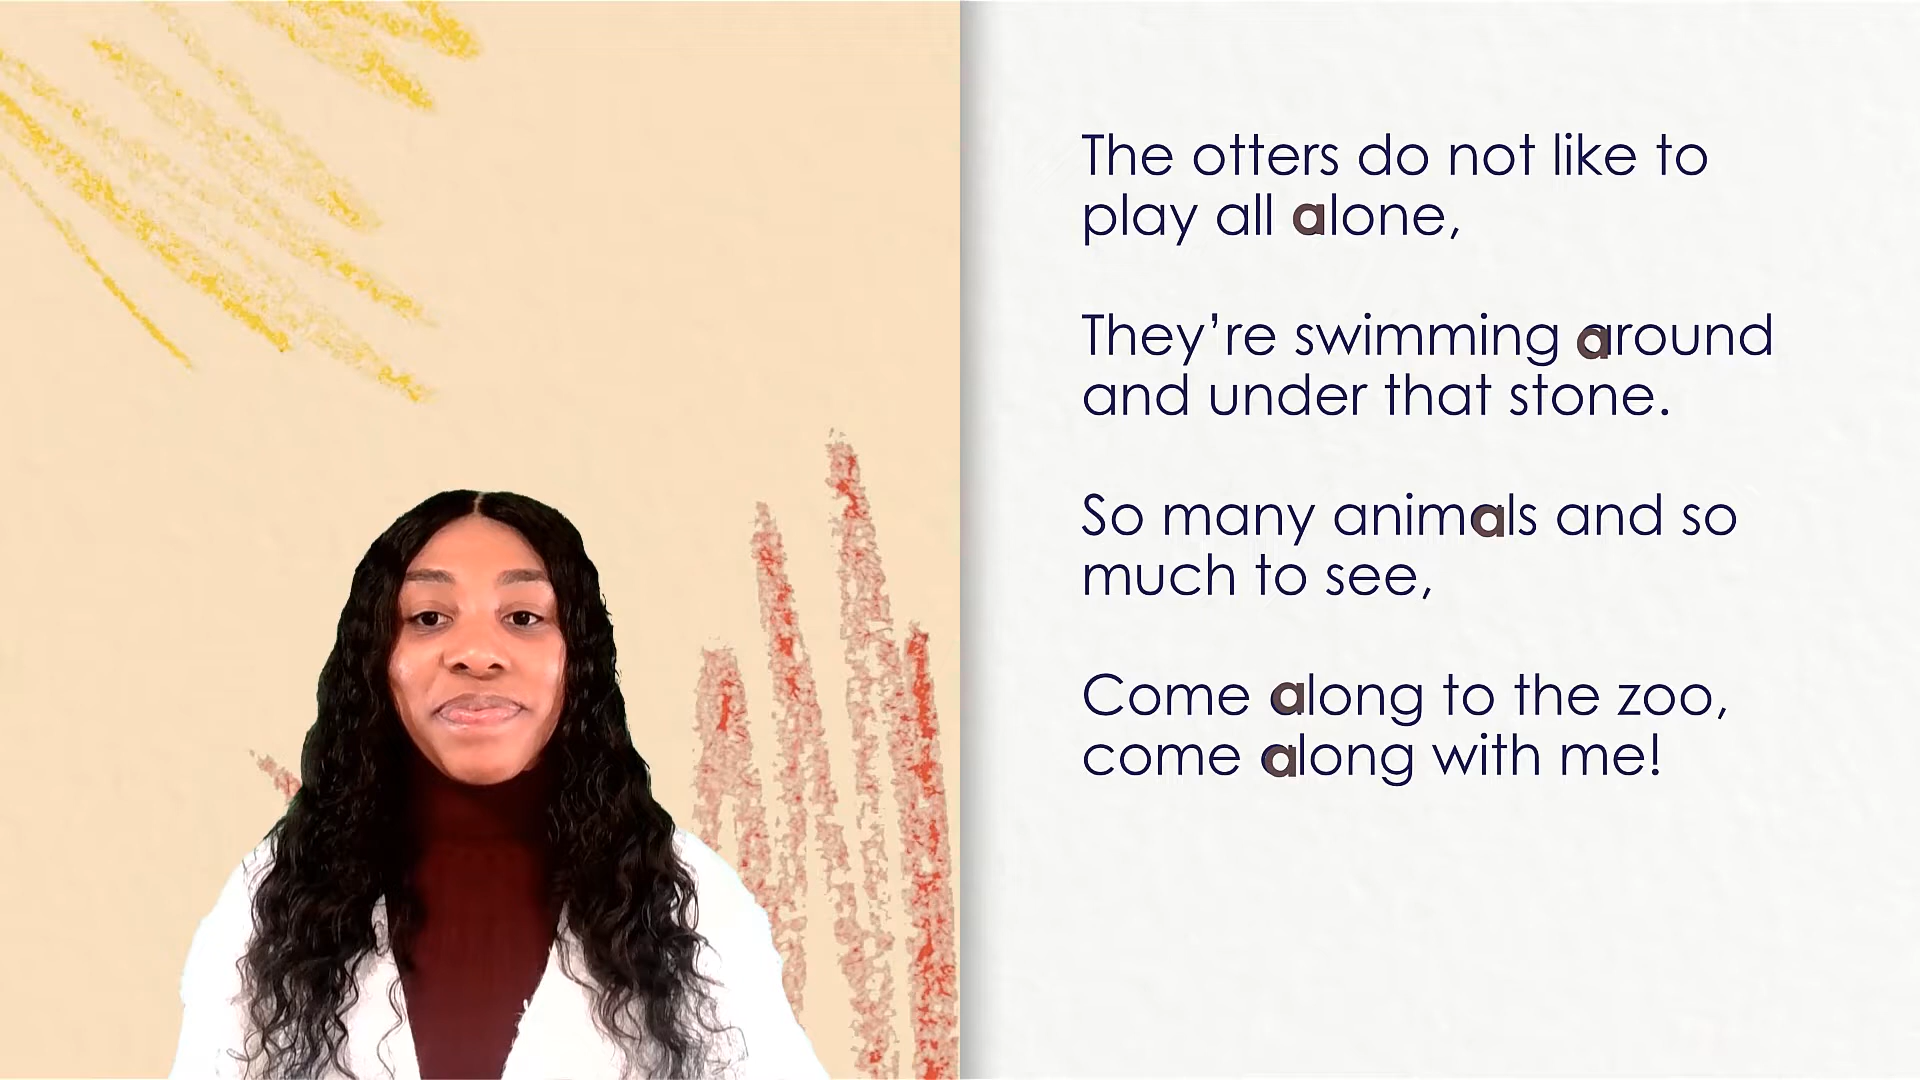 The otters do not like to
play all alone,
They’re swimming around
and under that stone.
So many animals and so
much to see,
Come along to the zoo,
come along with me!